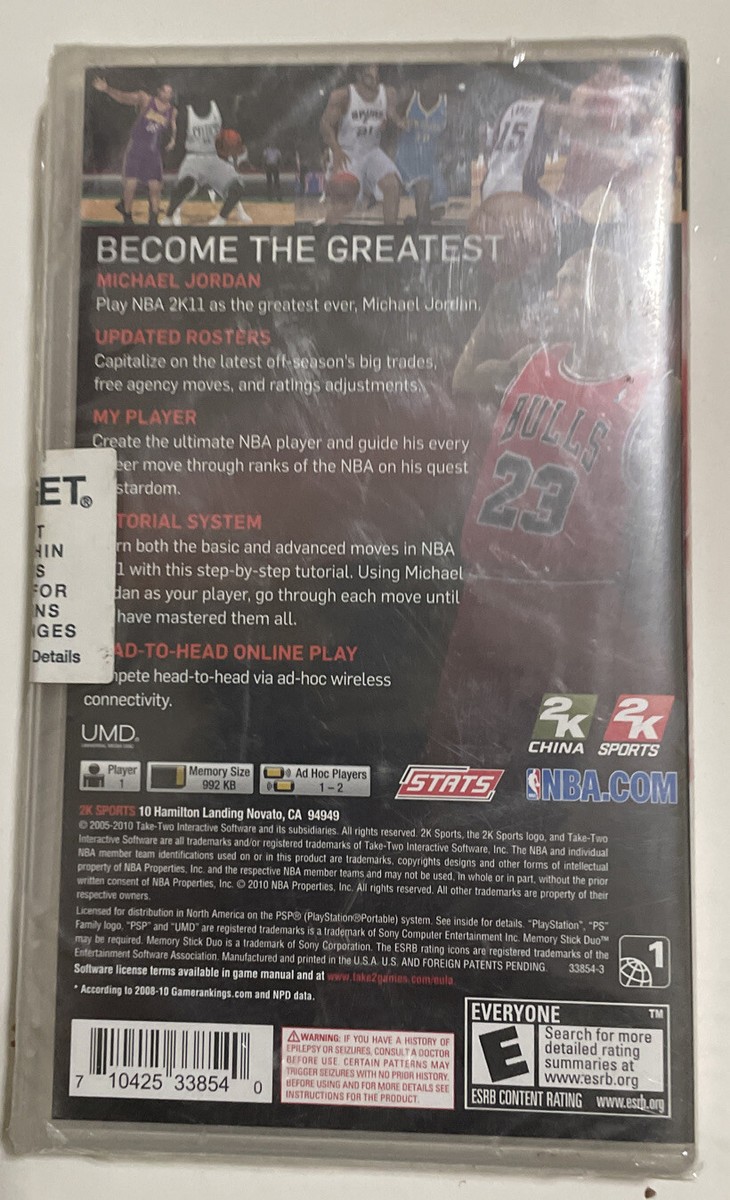 BECOME THE GREATEST
MICHAEL JORDAN
Play NBA 2K11 as the greatest ever, Michael Jordan.
UPDATED ROSTERS
Capitalize on the latest off-season's big trades,
free agency moves, and ratings adjustments.
MY PLAYER
Create the ultimate NBA player and guide his every
eer move through ranks of the NBA on his quest
stardom.
TORIAL SYSTEM
rn both the basic and advanced moves in NBA
1 with this step-by-step tutorial. Using Michael
dan as your player, go through each move until
have mastered them all.
AD-TO-HEAD ONLINE PLAY
pete head-to-head via ad-hoc wireless
connectivity.
ET®
T
HIN
S
FOR
NS
GES
Details
15
21
BULLS
23
UMD
2K CHINA
2K SPORTS
Player
1
Memory Size
992 KB
Ad Hoc Players
1 - 2
STATS
NBA.COM
2K SPORTS 10 Hamilton Landing Novato, CA 94949
© 2005-2010 Take-Two Interactive Software and its subsidiaries. All rights reserved. 2K Sports, the 2K Sports logo, and Take-Two
Interactive Software are all trademarks and/or registered trademarks of Take-Two Interactive Software, Inc. The NBA and individual
NBA member team identifications used on or in this product are trademarks, copyrights designs and other forms of intellectual
property of NBA Properties, Inc. and the respective NBA member teams and may not be used, in whole or in part, without the prior
written consent of NBA Properties, Inc. © 2010 NBA Properties, Inc. All rights reserved. All other trademarks are property of their
respective owners.
Licensed for distribution in North America on the PSP® (PlayStation®Portable) system. See inside for details. "PlayStation", "PS"
Family logo, "PSP" and "UMD" are registered trademarks is a trademark of Sony Computer Entertainment Inc. Memory Stick Duo™
may be required. Memory Stick Duo is a trademark of Sony Corporation. The ESRB rating icons are registered trademarks of the
Entertainment Software Association. Manufactured and printed in the U.S.A. U.S. AND FOREIGN PATENTS PENDING. 33854-3
Software license terms available in game manual and at www.take2games.com/eula.
* According to 2008-10 Gamerankings.com and NPD data.
1
7 10425 33854 0
WARNING: IF YOU HAVE A HISTORY OF
EPILEPSY OR SEIZURES, CONSULT A DOCTOR
BEFORE USE. CERTAIN PATTERNS MAY
TRIGGER SEIZURES WITH NO PRIOR HISTORY.
BEFORE USING AND FOR MORE DETAILS SEE
INSTRUCTIONS FOR THE PRODUCT.
EVERYONE ™
E
Search for more
detailed rating
summaries at
www.esrb.org
ESRB CONTENT RATING www.esrb.org